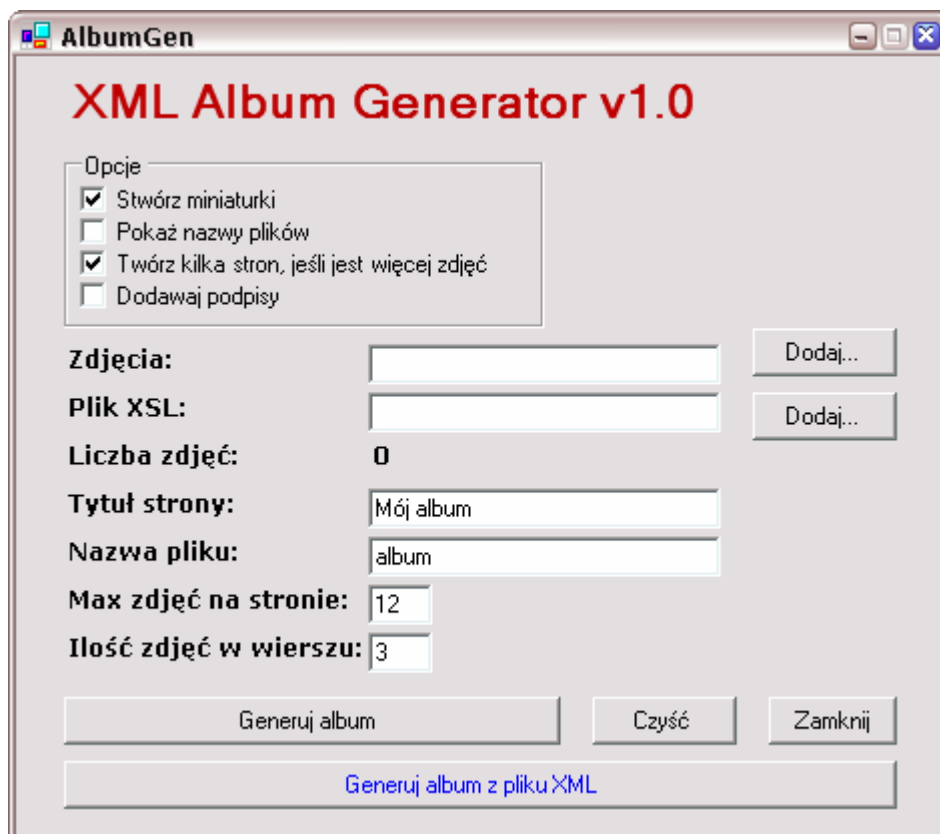 AlbumGen
XML Album Generator v1.0
Opcje
Stwórz miniaturki
Pokaż nazwy plików
Twórz kilka stron, jeśli jest więcej zdjęć
Dodawaj podpisy
Zdjęcia:
Dodaj...
Plik XSL:
Dodaj...
Liczba zdjęć: 0
Tytuł strony: Mój album
Nazwa pliku: album
Max zdjęć na stronie: 12
Ilość zdjęć w wierszu: 3
Generuj album
Czyść
Zamknij
Generuj album z pliku XML